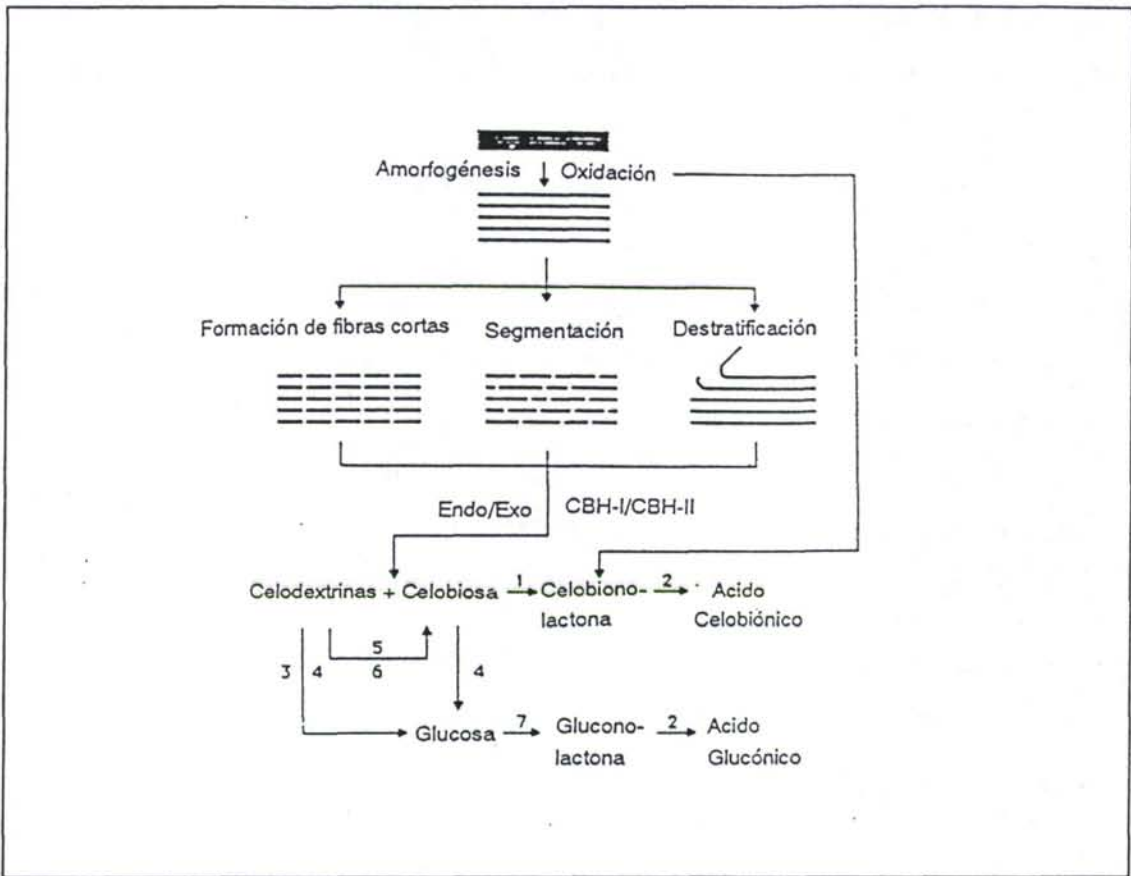 Amorfogénesis Oxidación
Formación de fibras cortas Segmentación Destratificación
Endo/Exo CBH-I/CBH-II
Celodextrinas + Celobiosa 1 Celobiono- 2 Acido
lactona Celobiónico
5
3 4 6 4
Glucosa 7 Glucono- 2 Acido
lactona Glucónico